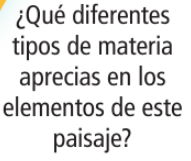 ¿Qué diferentes
tipos de materia
aprecias en los
elementos de este
paisaje?